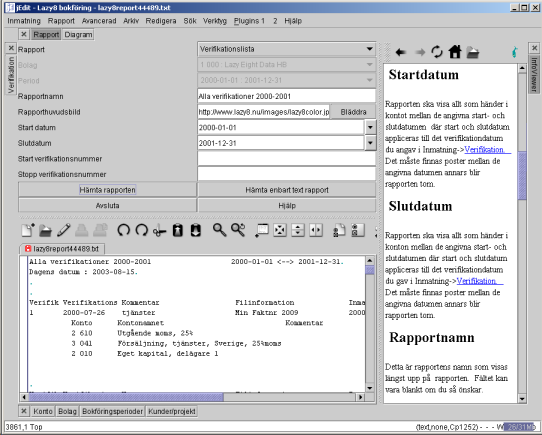 jEdit - Lazy8 bokföring - lazy8report44489.txt
Inmatning Rapport Avancerad Arkiv Redigera Sök Verktyg Plugins 1 2 Hjälp
Rapport Diagram
Verifikation
Rapport Verifikationslista
Bolag 1 000 : Lazy Eight Data HB
Period 2000-01-01 : 2001-12-31
Rapportnamn Alla verifikationer 2000-2001
Rapporthuvudsbild http://www.lazy8.nu/images/lazy8color.jp Bläddra
Start datum 2000-01-01
Slutdatum 2001-12-31
Start verifikationsnummer
Stopp verifikationsnummer
Hämta rapporten Hämta enbart text rapport
Avsluta Hjälp
lazy8report44489.txt
Alla verifikationer 2000-2001 2000-01-01 <--> 2001-12-31.
Dagens datum : 2003-08-15.
.
.
Verifik Verifikations Kommentar Filinformation Inma
1 2000-07-26 tjänster Min Faktnr 2009 2000
Konto Kontonamnet Kommentar
2 610 Utgående moms, 25%
3 041 Försäljning, tjänster, Sverige, 25%moms
2 010 Eget kapital, delägare 1
.
Konto Bolag Bokföringsperioder Kunder/projekt
3861,1 Top (text,none,Cp1252) - - - W 28/31Mb
InfoViewer
Startdatum
Rapporten ska visa allt som händer i
kontot mellan de angivna start- och
slutdatumen där start och slutdatum
appliceras till det verifikationdatum
du angav i Inmatning->Verifikation.
Det måste finnas poster mellan de
angivna datumen annars blir
rapporten tom.
Slutdatum
Rapporten ska visa allt som händer i
konton mellan de angivna start- och
slutdatumen där start och slutdatum
appliceras till det verifikationdatum
du gav i Inmatning->Verifikation.
Det måste finnas poster mellan de
angivna datumen annars blir
rapporten tom.
Rapportnamn
Detta är rapportens namn som visas
längst upp på rapporten. Fältet kan
vara blankt om du så önskar.